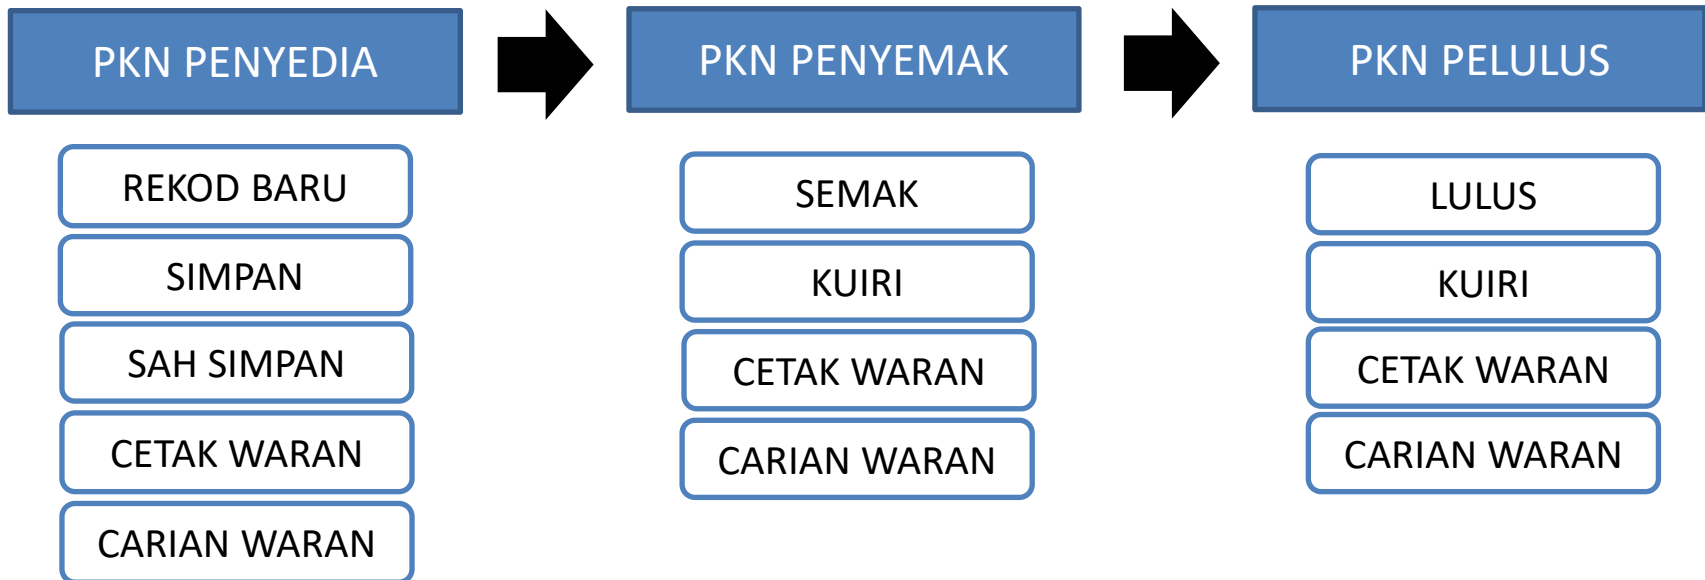 PKN PENYEDIA
REKOD BARU
SIMPAN
SAH SIMPAN
CETAK WARAN
CARIAN WARAN
PKN PENYEMAK
SEMAK
KUIRI
CETAK WARAN
CARIAN WARAN
PKN PELULUS
LULUS
KUIRI
CETAK WARAN
CARIAN WARAN